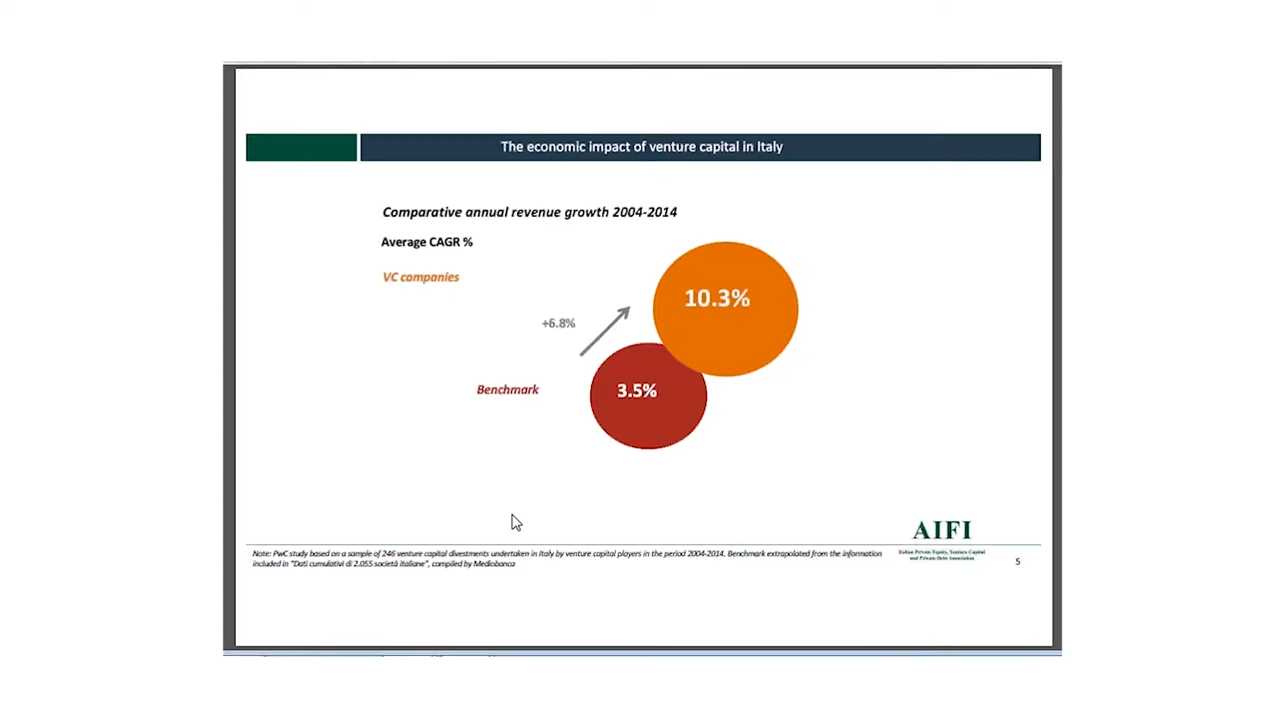 The economic impact of venture capital in Italy
Comparative annual revenue growth 2004-2014
Average CAGR %
VC companies
10.3%
+6.8%
Benchmark
3.5%
AIFI
Italian Private Equity, Venture Capital
and Private Debt Association
Note: PwC study based on a sample of 246 venture capital divestments undertaken in Italy by venture capital players in the period 2004-2014. Benchmark extrapolated from the information
included in "Dati cumulativi di 2.055 società italiane", compiled by Mediobanca
5